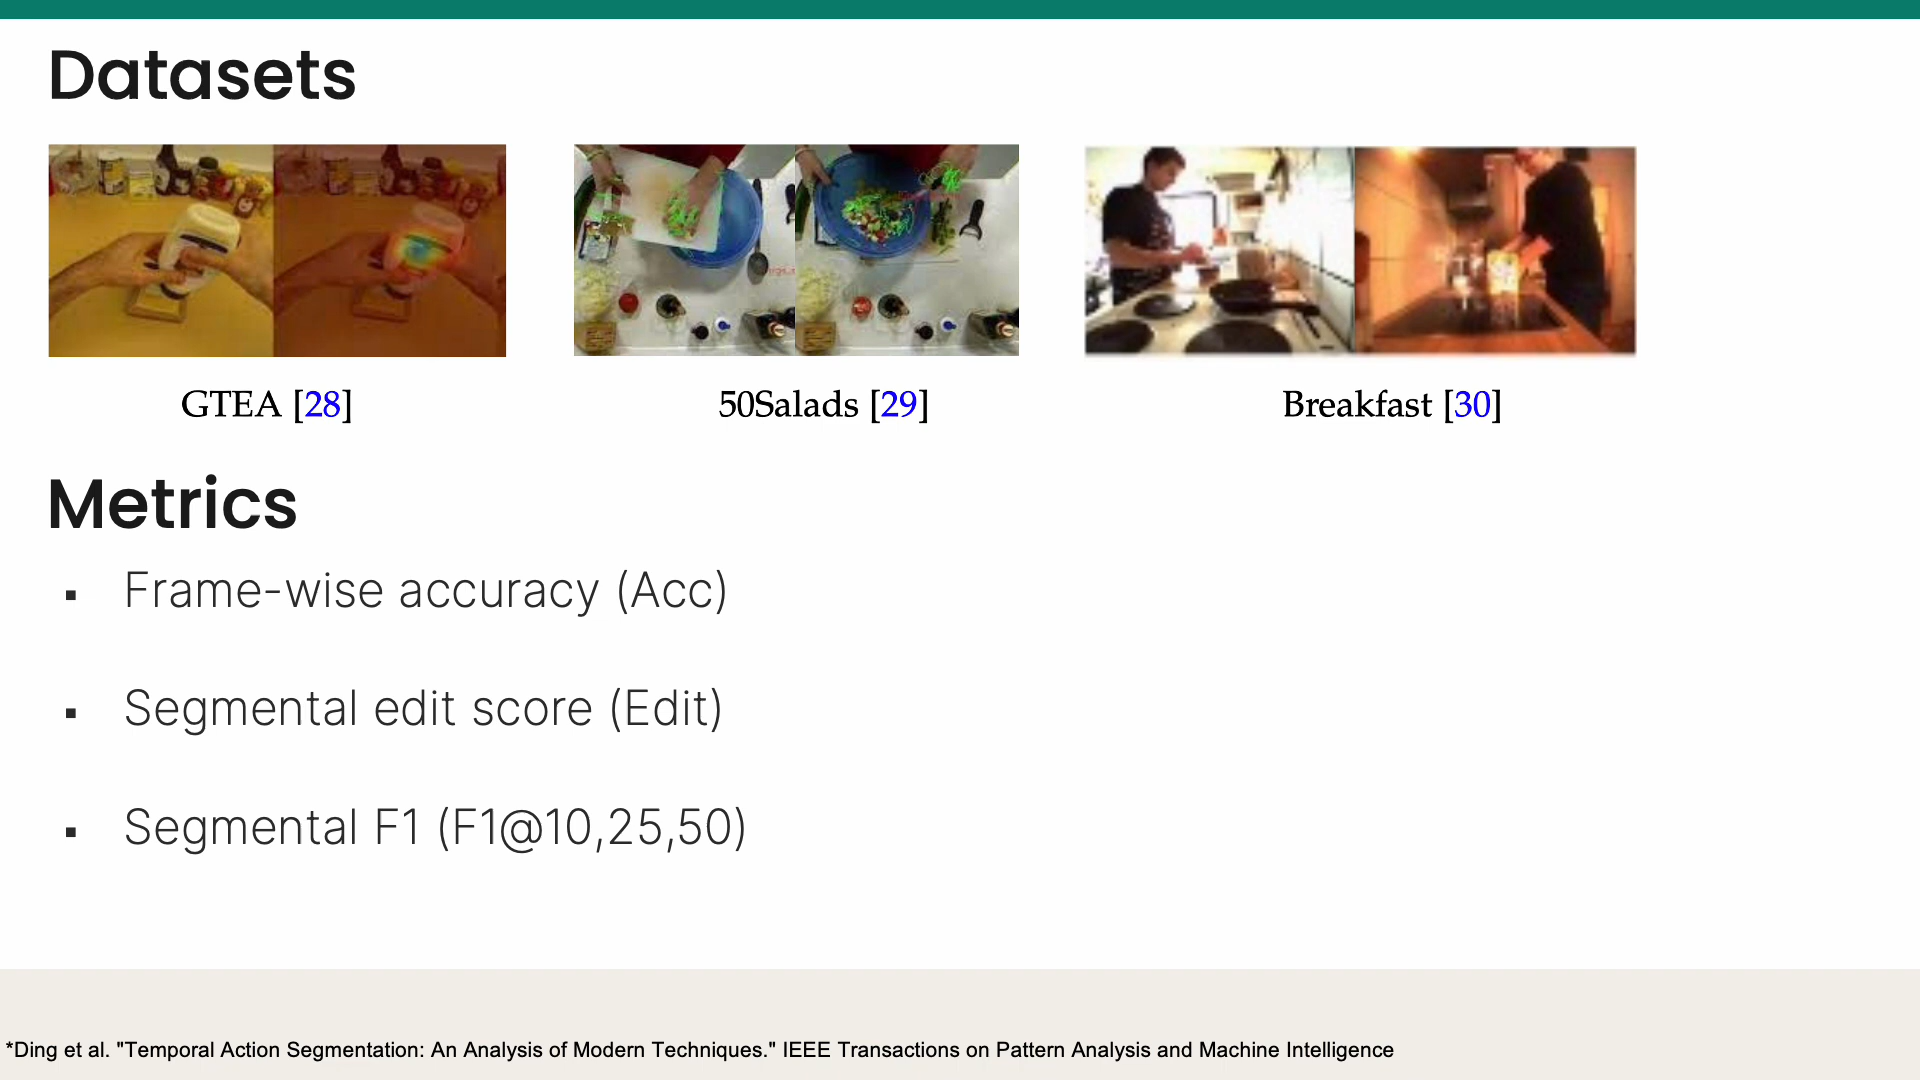 Datasets
GTEA [28]
50Salads [29]
Breakfast [30]
Metrics
▪ Frame-wise accuracy (Acc)
▪ Segmental edit score (Edit)
▪ Segmental F1 (F1@10,25,50)
*Ding et al. "Temporal Action Segmentation: An Analysis of Modern Techniques." IEEE Transactions on Pattern Analysis and Machine Intelligence